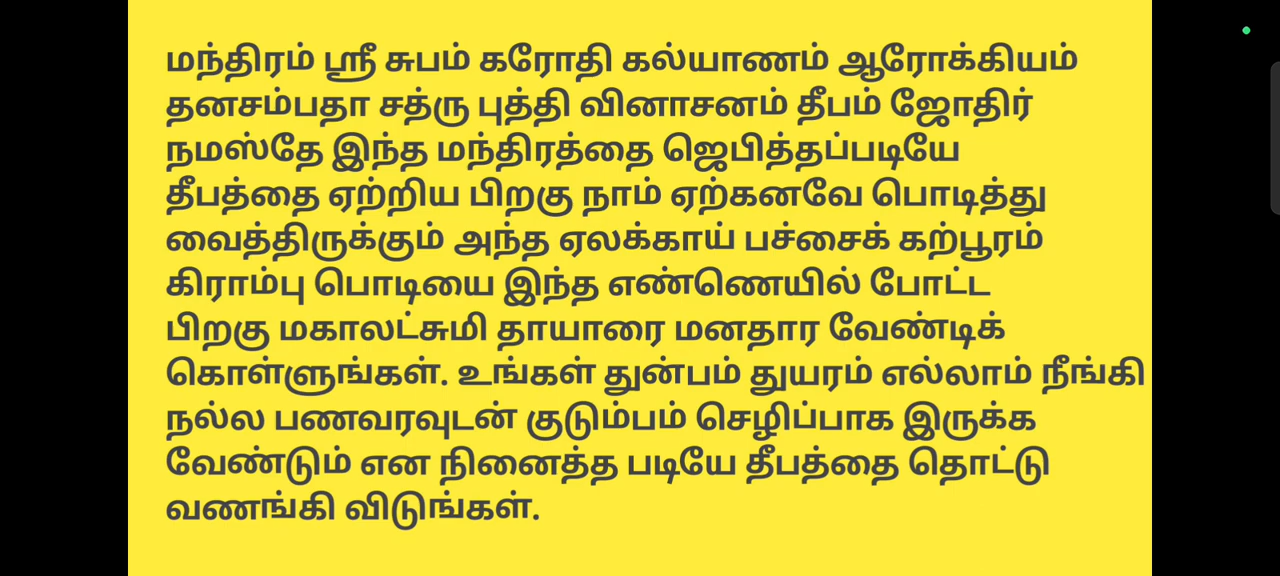 மந்திரம் ஸ்ரீ சுபம் கரோதி கல்யாணம் ஆரோக்கியம்
தனசம்பதா சத்ரு புத்தி வினாசனம் தீபம் ஜோதிர்
நமஸ்தே இந்த மந்திரத்தை ஜெபித்தப்படியே
தீபத்தை ஏற்றிய பிறகு நாம் ஏற்கனவே பொடித்து
வைத்திருக்கும் அந்த ஏலக்காய் பச்சைக் கற்பூரம்
கிராம்பு பொடியை இந்த எண்ணெயில் போட்ட
பிறகு மகாலட்சுமி தாயாரை மனதார வேண்டிக்
கொள்ளுங்கள். உங்கள் துன்பம் துயரம் எல்லாம் நீங்கி
நல்ல பணவரவுடன் குடும்பம் செழிப்பாக இருக்க
வேண்டும் என நினைத்த படியே தீபத்தை தொட்டு
வணங்கி விடுங்கள்.